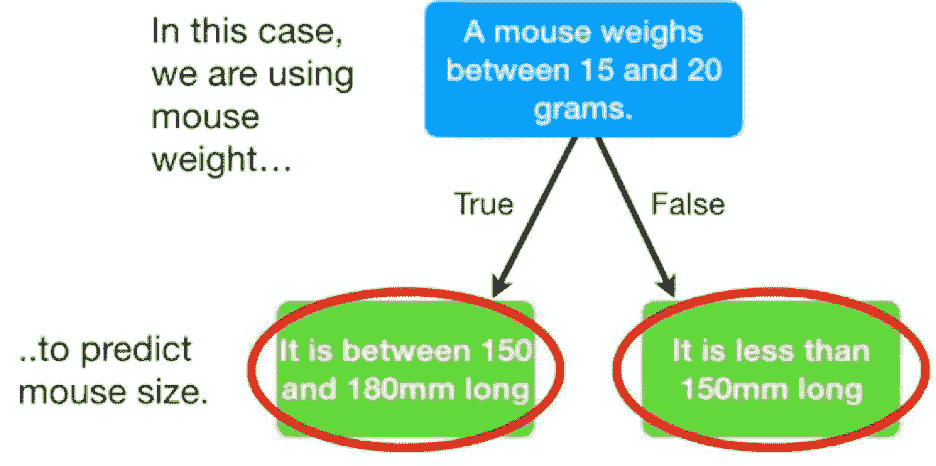 In this case,
we are using
mouse
weight…
A mouse weighs
between 15 and 20
grams.
True
False
..to predict
mouse size.
It is between 150
and 180mm long
It is less than
150mm long